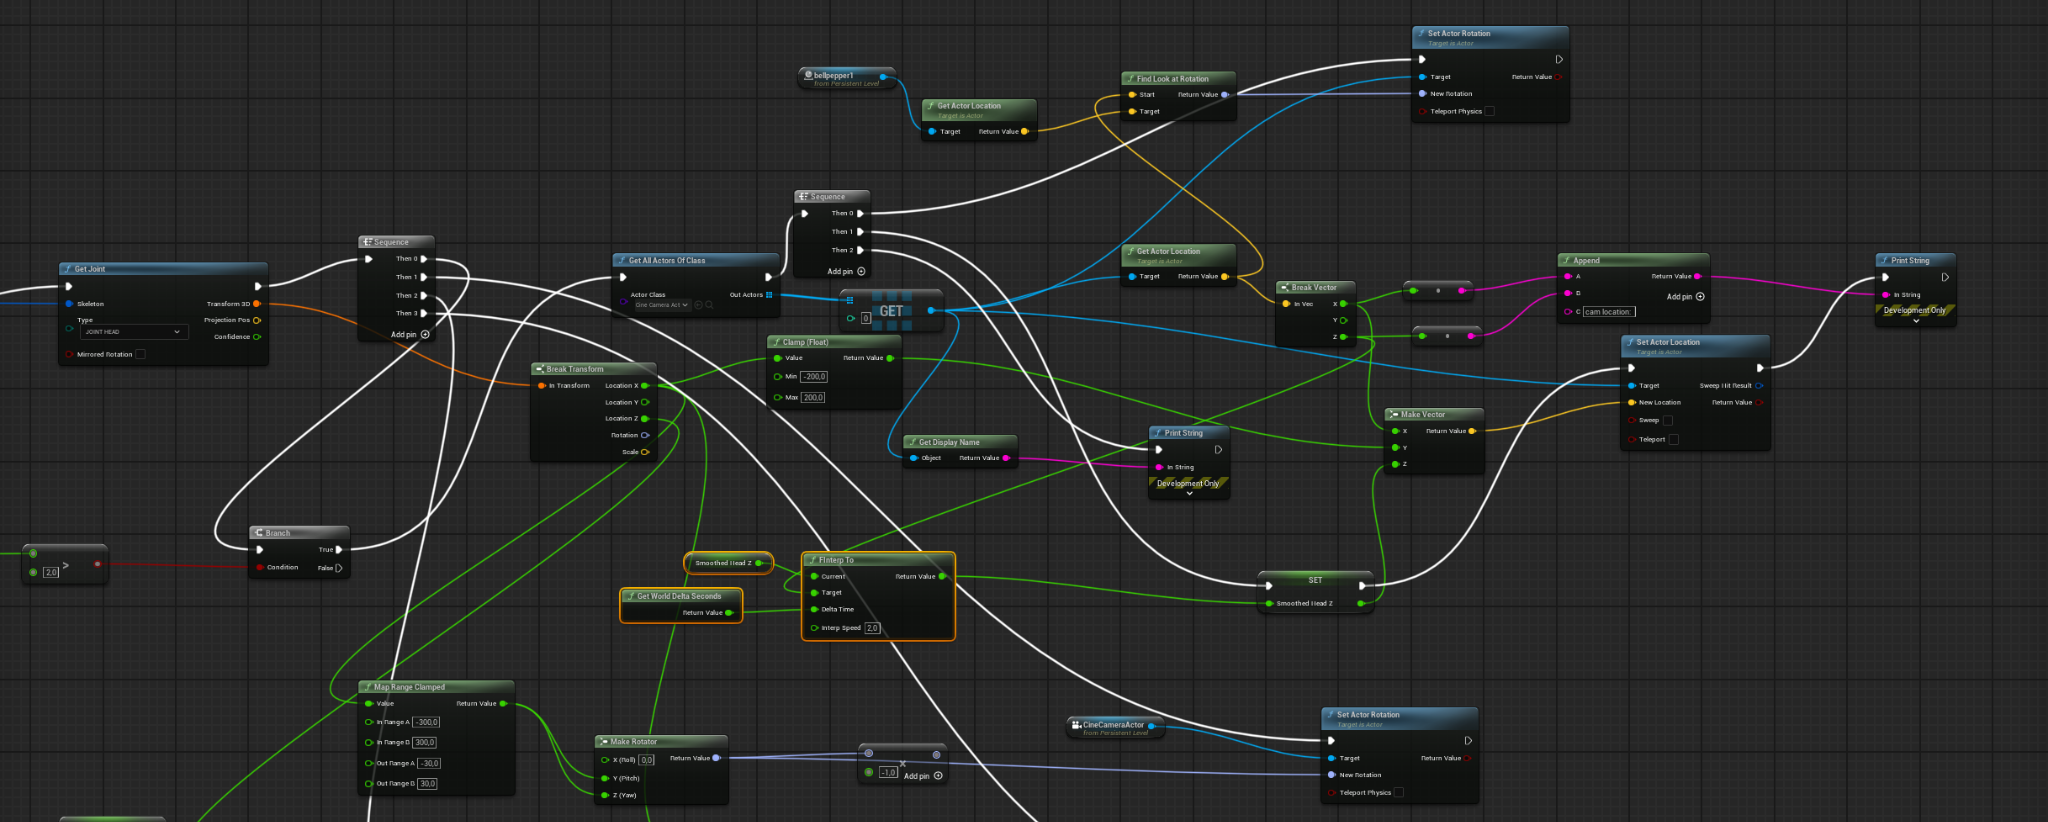 Set Actor Rotation
Target is Actor
Target
Return Value
New Rotation
Teleport Physics
bellpepper1
from Persistent Level
Get Actor Location
Target is Actor
Target
Return Value
Find Look at Rotation
Start
Return Value
Target
Sequence
Then 0
Then 1
Then 2
Add pin
Sequence
Then 0
Then 1
Then 2
Then 3
Add pin
Get Joint
Skeleton
Transform 3D
Type
Projection Pos
JOINT HEAD
Confidence
Mirrored Rotation
Get All Actors Of Class
Actor Class
Out Actors
Cine Camera Act
GET
0
Get Actor Location
Target is Actor
Target
Return Value
Break Vector
In Vec
X
Y
Z
Append
A
Return Value
B
Add pin
C
cam location:
Print String
In String
Development Only
Break Transform
In Transform
Location X
Location Y
Location Z
Rotation
Scale
Clamp (Float)
Value
Return Value
Min
-200,0
Max
200,0
Set Actor Location
Target is Actor
Target
Sweep Hit Result
New Location
Return Value
Sweep
Teleport
Make Vector
X
Return Value
Y
Z
Get Display Name
Object
Return Value
Print String
In String
Development Only
2,0
>
Branch
True
Condition
False
Smoothed Head Z
Get World Delta Seconds
Return Value
FInterp To
Current
Return Value
Target
Delta Time
Interp Speed
2,0
SET
Smoothed Head Z
Map Range Clamped
Value
Return Value
In Range A
-300,0
In Range B
300,0
Out Range A
-30,0
Out Range B
30,0
Make Rotator
X (Roll)
0,0
Return Value
Y (Pitch)
Z (Yaw)
x
-1,0
Add pin
CineCameraActor
from Persistent Level
Set Actor Rotation
Target is Actor
Target
Return Value
New Rotation
Teleport Physics